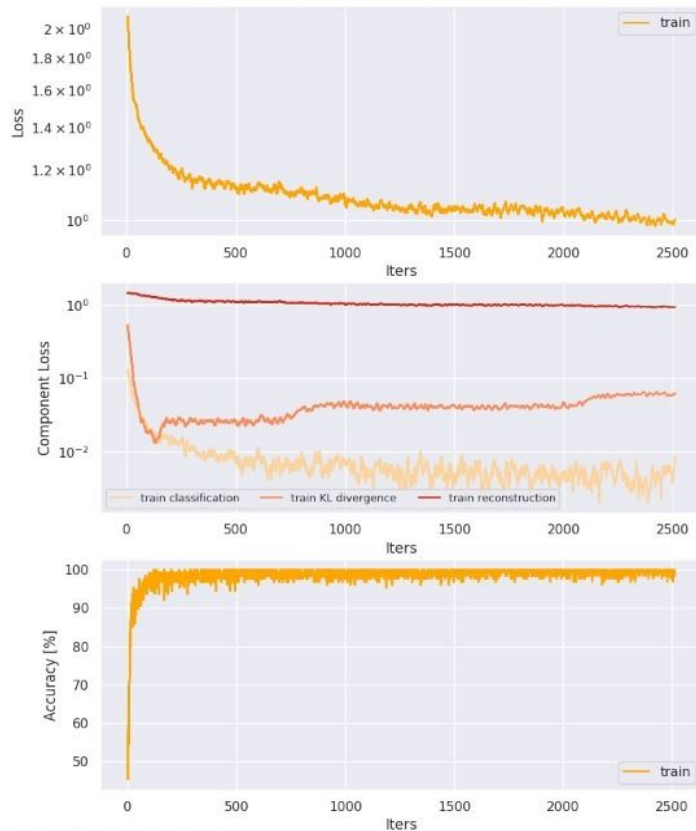 2 × 10⁰
1.8 × 10⁰
1.6 × 10⁰
1.4 × 10⁰
1.2 × 10⁰
10⁰
Loss
train
0 500 1000 1500 2000 2500
Iters
10⁰
10⁻¹
10⁻²
Component Loss
train classification train KL divergence train reconstruction
0 500 1000 1500 2000 2500
Iters
100
90
80
70
60
50
Accuracy [%]
train
0 500 1000 1500 2000 2500
Iters